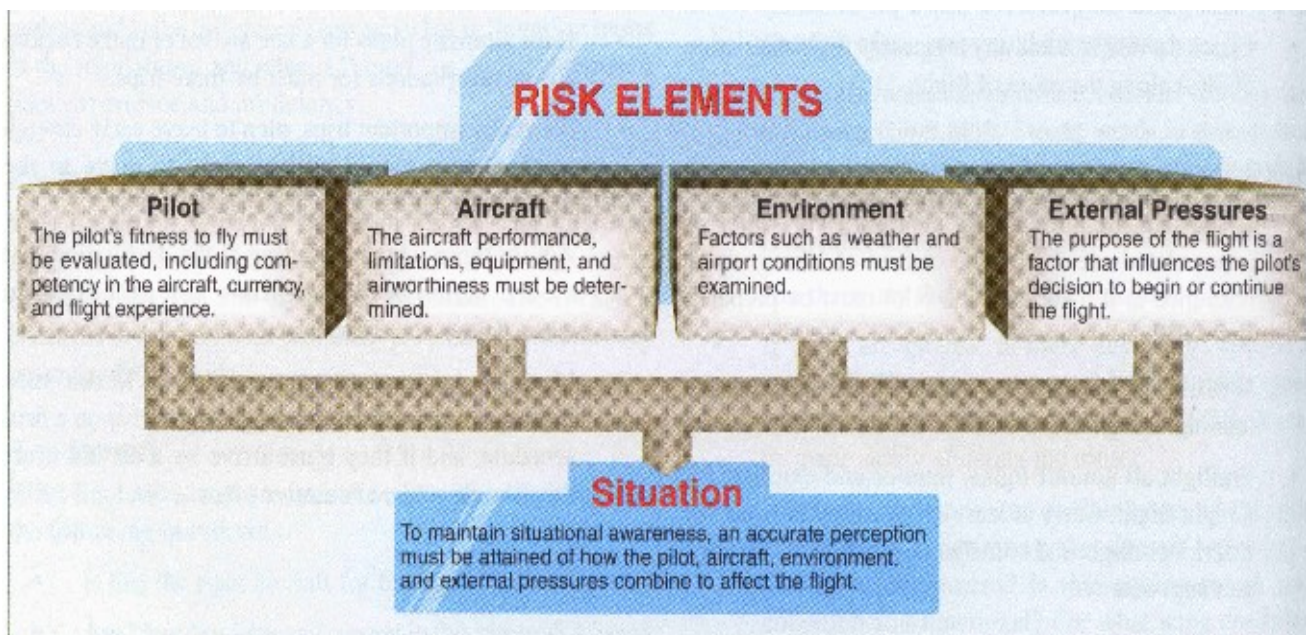 RISK ELEMENTS
Pilot
The pilot's fitness to fly must
be evaluated, including com-
petency in the aircraft, currency,
and flight experience.
Aircraft
The aircraft performance,
limitations, equipment, and
airworthiness must be deter-
mined.
Environment
Factors such as weather and
airport conditions must be
examined.
External Pressures
The purpose of the flight is a
factor that influences the pilot's
decision to begin or continue
the flight.
Situation
To maintain situational awareness, an accurate perception
must be attained of how the pilot, aircraft, environment,
and external pressures combine to affect the flight.